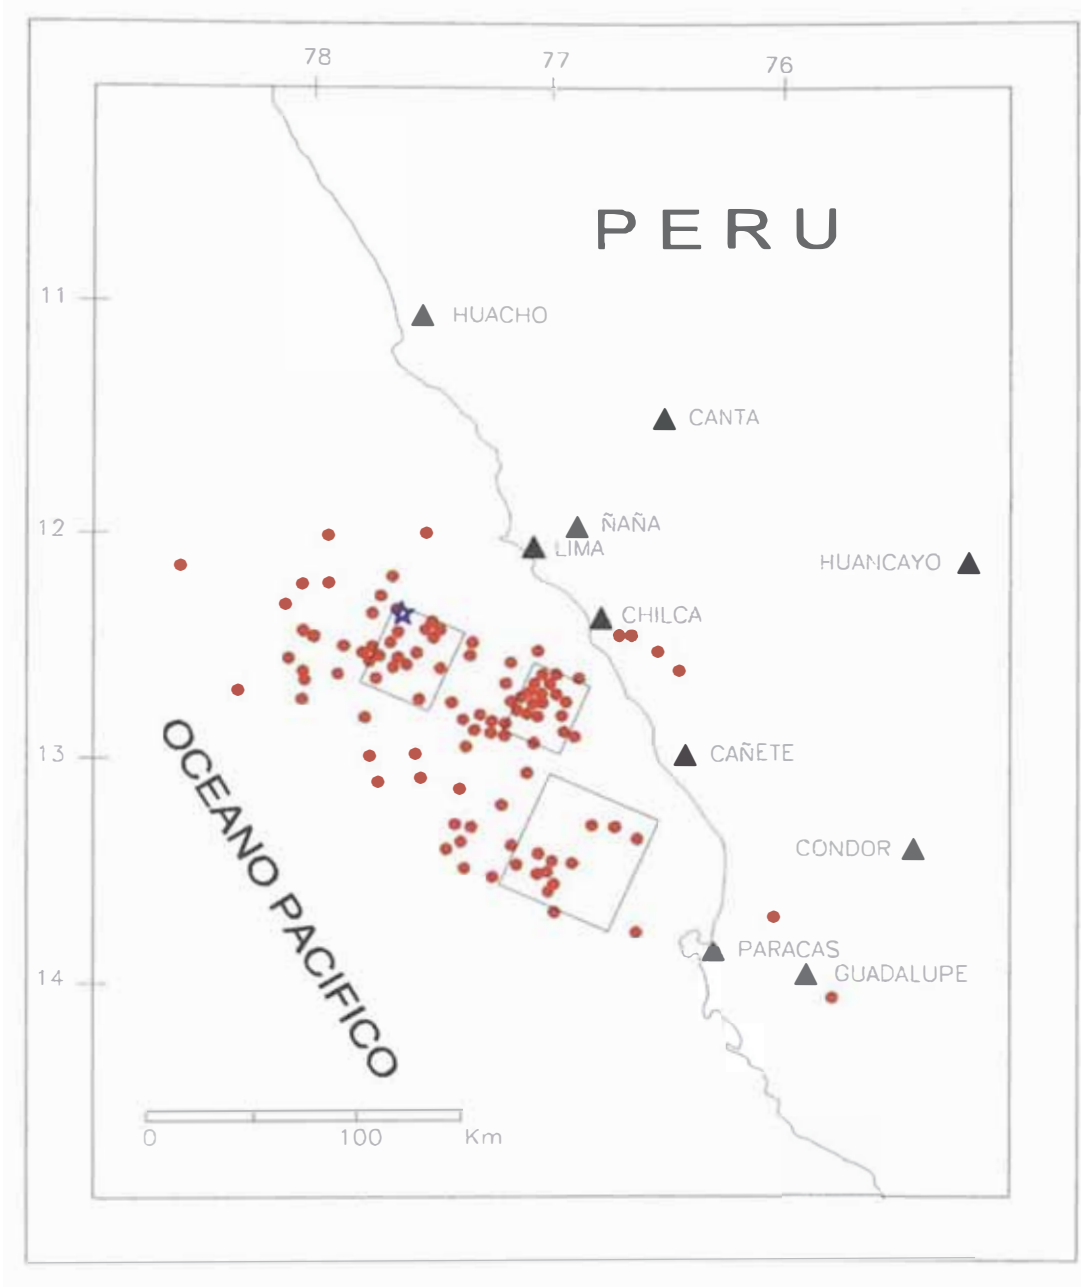 78
77
76
PERU
11
HUACHO
CANTA
12
ÑAÑA
LIMA
HUANCAYO
CHILCA
13
CAÑETE
OCEANO PACIFICO
CONDOR
14
PARACAS
GUADALUPE
0 100 Km